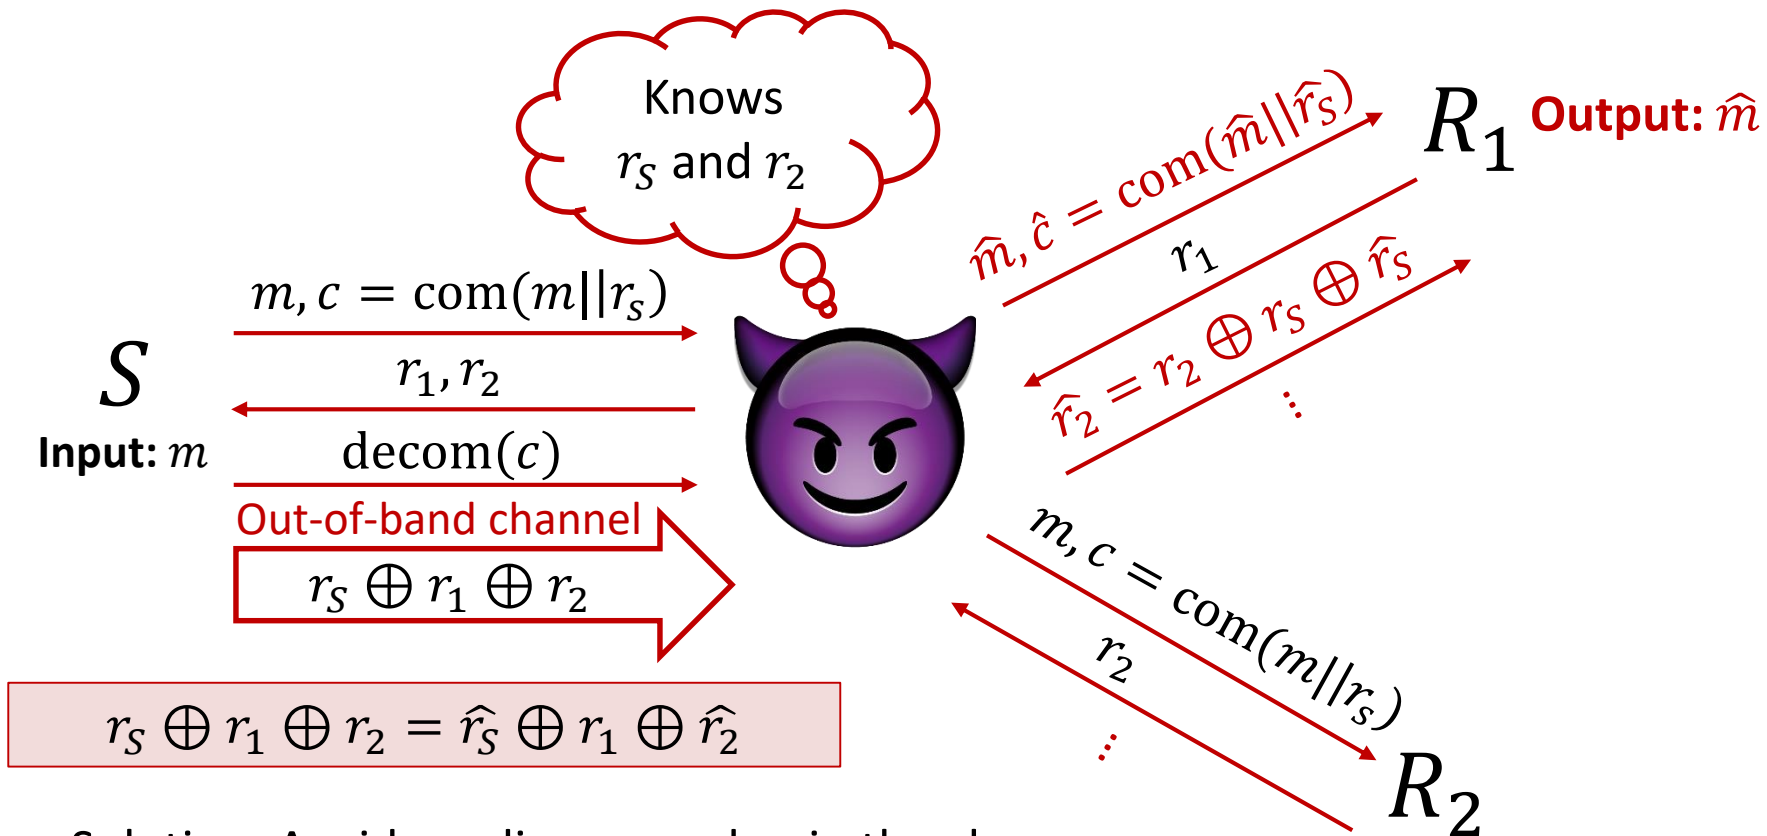 Knows
r_S and r_2
m, c = com(m||r_s)
r_1, r_2
S
Input: m
decom(c)
Out-of-band channel
r_S ⊕ r_1 ⊕ r_2
r_S ⊕ r_1 ⊕ r_2 = r̂_S ⊕ r_1 ⊕ r̂_2
m̂, ĉ = com(m̂||r̂_S)
R_1 Output: m̂
r_1
r̂_2 = r_2 ⊕ r_S ⊕ r̂_S
⋮
m, c = com(m||r_s)
r_2
⋮
R_2